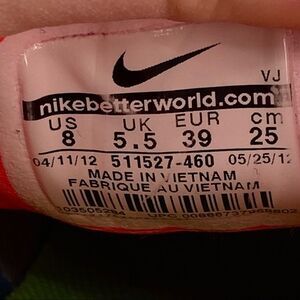 VJ
nikebetterworld.com
US UK EUR cm
8 5.5 39 25
04/11/12 511527-460 05/25/12
MADE IN VIETNAM
FABRIQUE AU VIETNAM
UPC